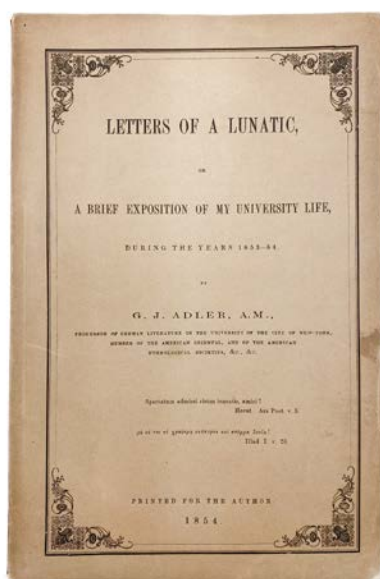 LETTERS OF A LUNATIC,
OR
A BRIEF EXPOSITION OF MY UNIVERSITY LIFE,
DURING THE YEARS 1853–54.
BY
G. J. ADLER, A.M.,
PROFESSOR OF GERMAN LITERATURE IN THE UNIVERSITY OF THE CITY OF NEW-YORK,
MEMBER OF THE AMERICAN ORIENTAL, AND OF THE AMERICAN
ETHNOLOGICAL SOCIETIES, &C., &C.
Spectatum admissi risum teneatis, amici?
Horat. Ars Poet v. 5.
Iliad I. v. 28.
PRINTED FOR THE AUTHOR
1854.